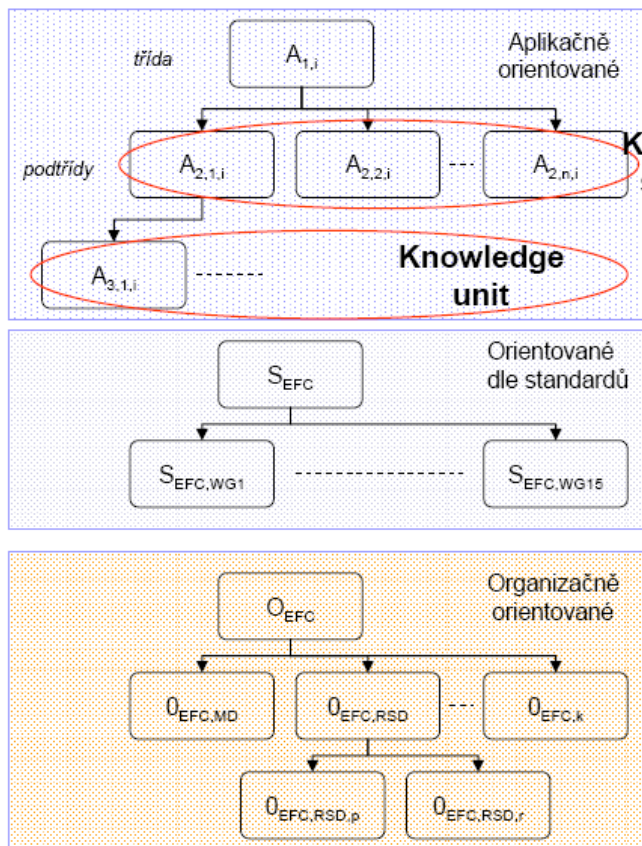 třída
A1,i
Aplikačně
orientované
podtřídy
A2,1,i
A2,2,i
A2,n,i
K
A3,1,i
Knowledge
unit
SEFC
Orientované
dle standardů
SEFC,WG1
SEFC,WG15
OEFC
Organizačně
orientované
0EFC,MD
0EFC,RSD
0EFC,k
0EFC,RSD,p
0EFC,RSD,r